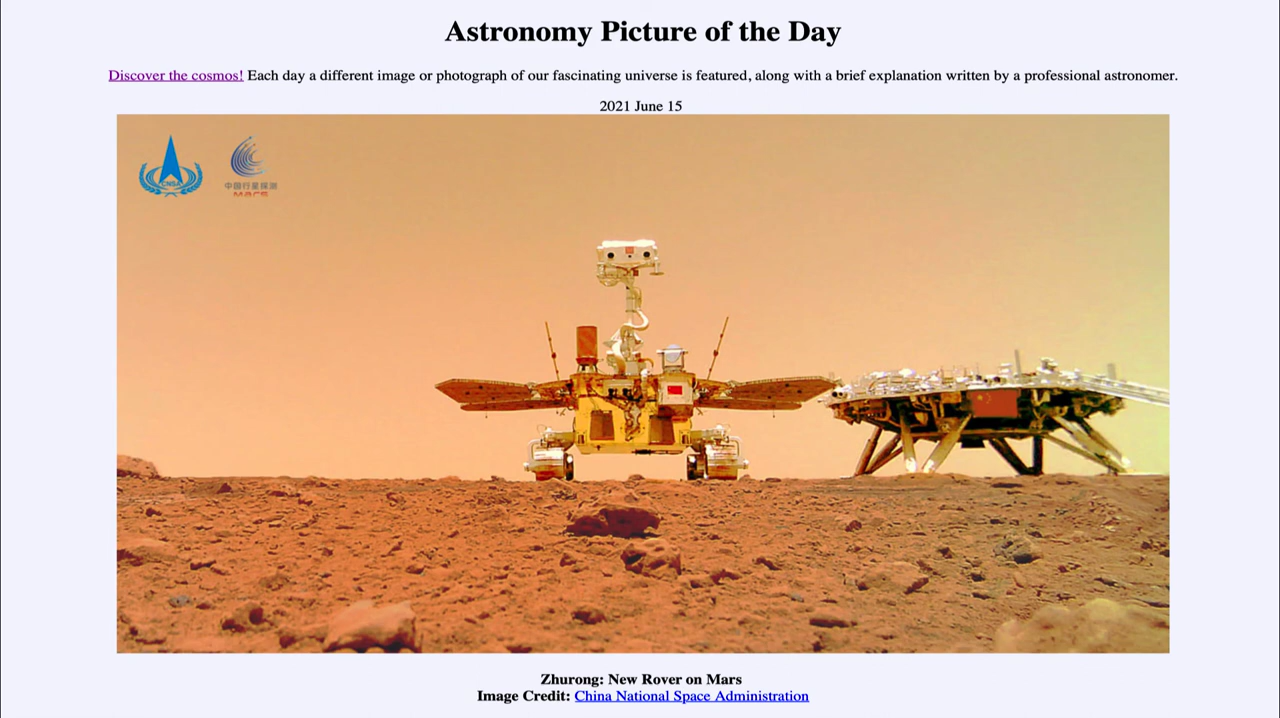 Astronomy Picture of the Day
Discover the cosmos! Each day a different image or photograph of our fascinating universe is featured, along with a brief explanation written by a professional astronomer.
2021 June 15
CNSA
中国行星探测
MARS
Zhurong: New Rover on Mars
Image Credit: China National Space Administration